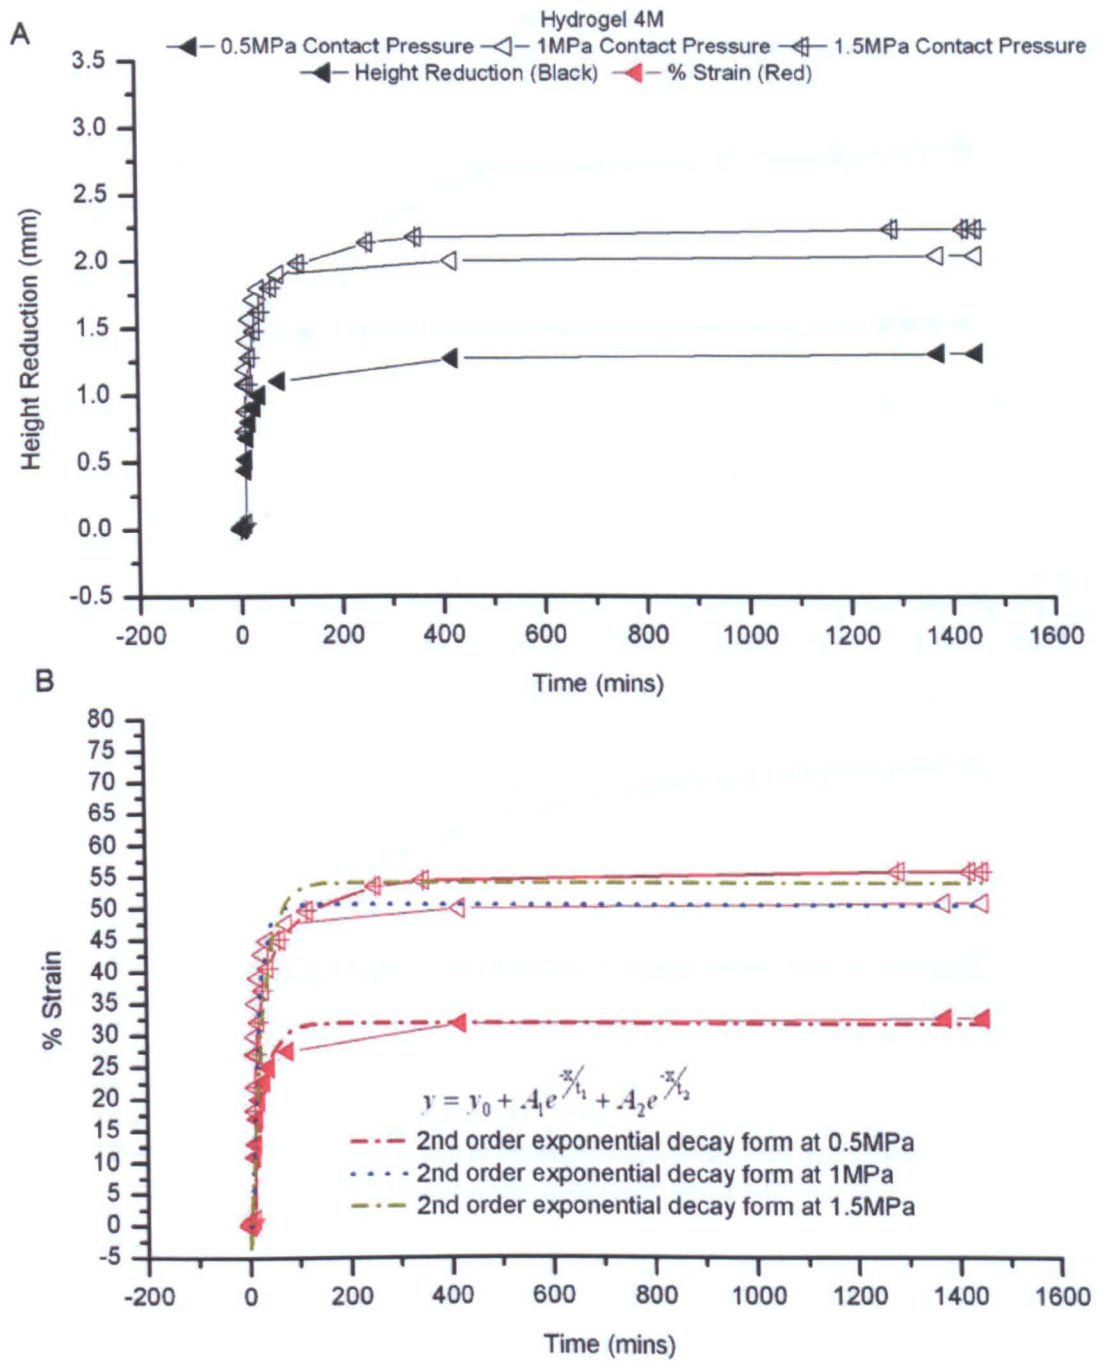 A
Hydrogel 4M
0.5MPa Contact Pressure 1MPa Contact Pressure 1.5MPa Contact Pressure
Height Reduction (Black) % Strain (Red)
3.5
3.0
2.5
2.0
1.5
1.0
0.5
0.0
-0.5
Height Reduction (mm)
-200 0 200 400 600 800 1000 1200 1400 1600
Time (mins)
B
80
75
70
65
60
55
50
45
40
35
30
25
20
15
10
5
0
-5
% Strain
y = y₀ + A₁e^(-x/t₁) + A₂e^(-x/t₂)
2nd order exponential decay form at 0.5MPa
2nd order exponential decay form at 1MPa
2nd order exponential decay form at 1.5MPa
-200 0 200 400 600 800 1000 1200 1400 1600
Time (mins)